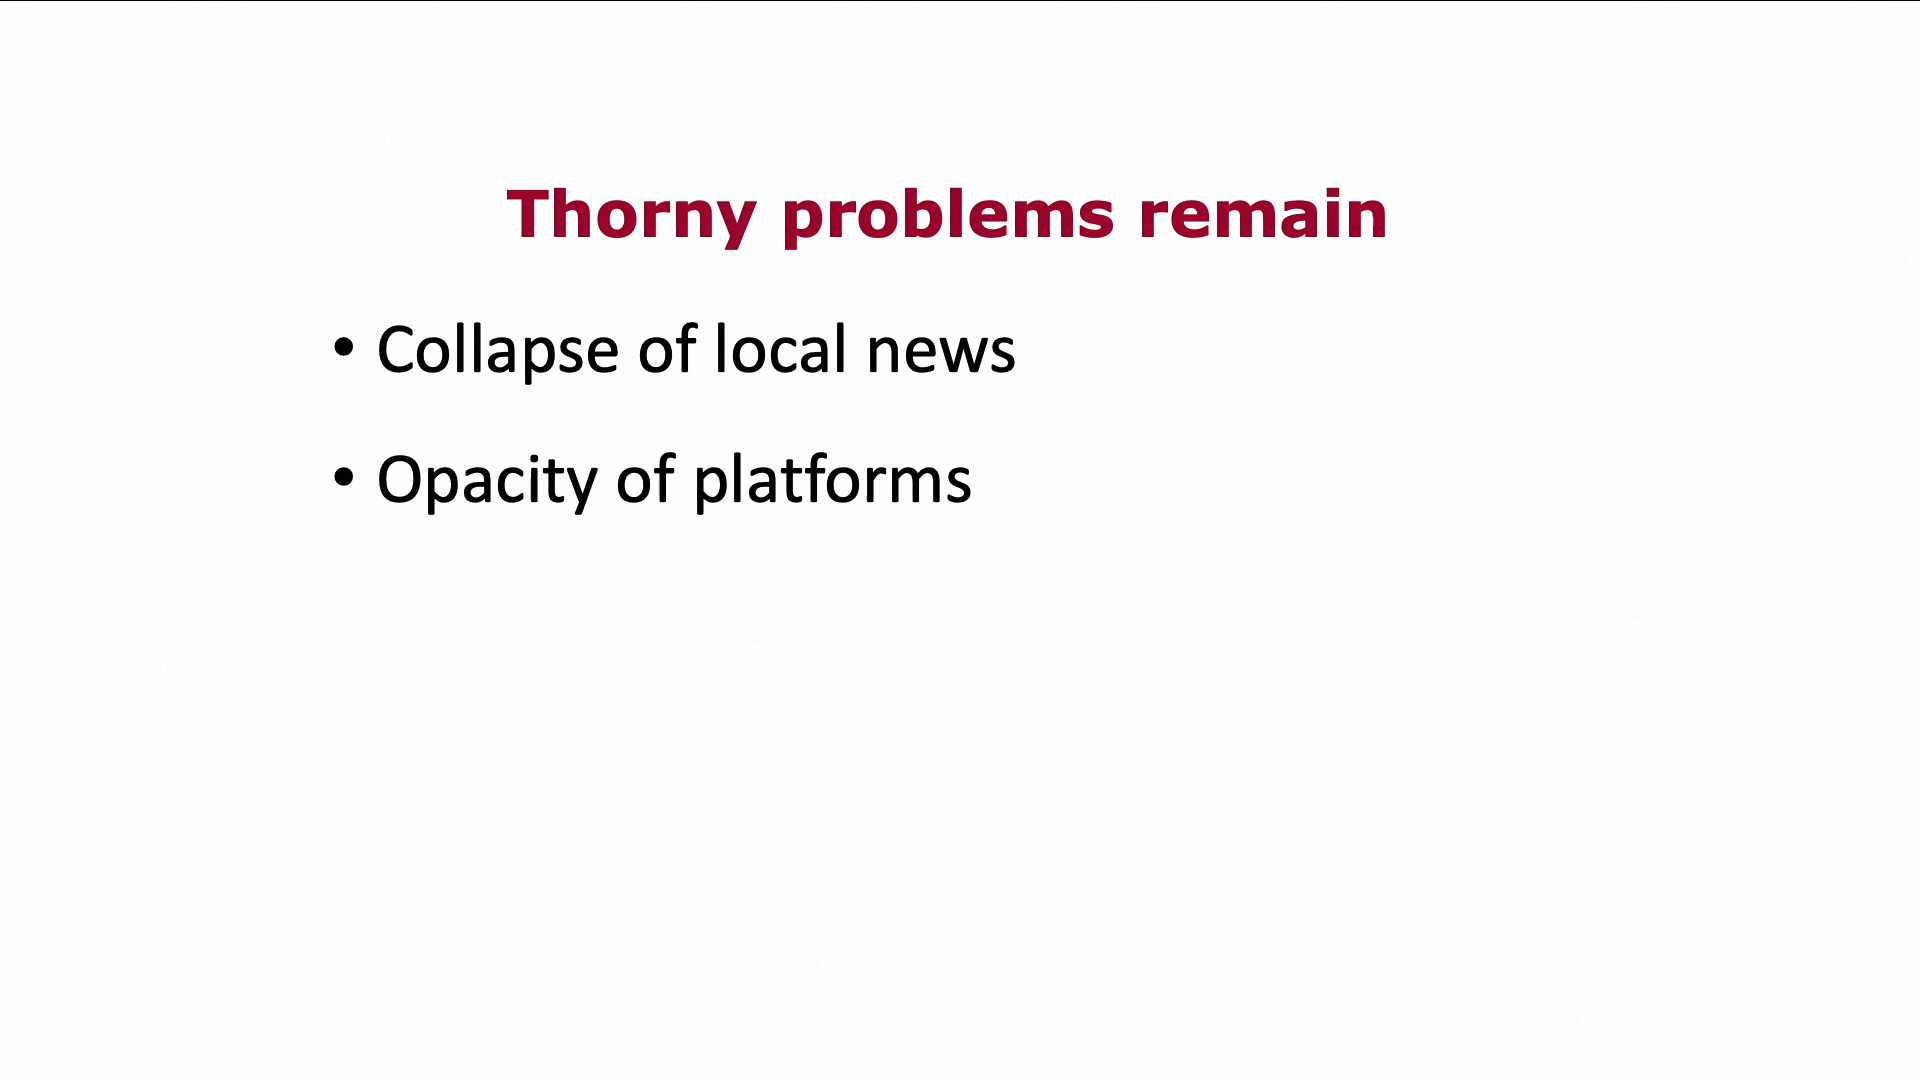 Thorny problems remain
• Collapse of local news
• Opacity of platforms